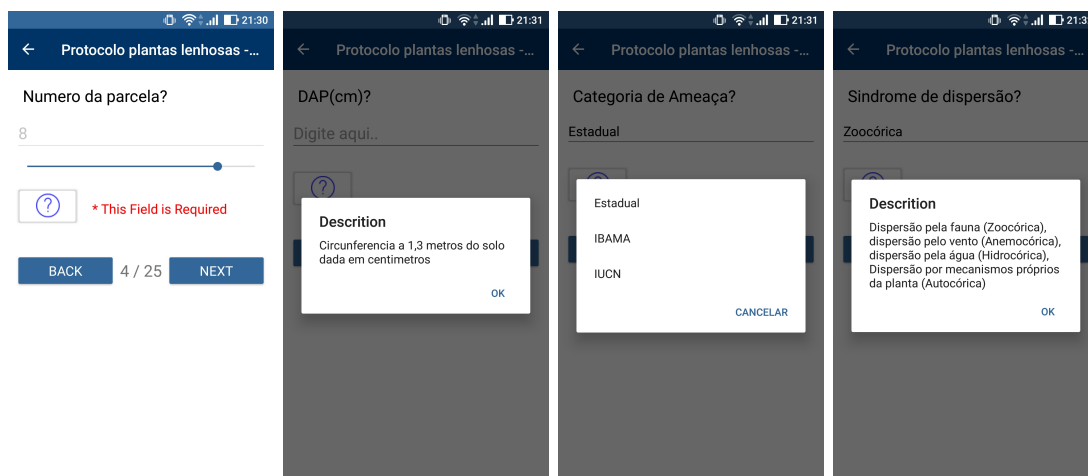 21:30
Protocolo plantas lenhosas -...
Numero da parcela?
8
* This Field is Required
BACK
4 / 25
NEXT
21:31
Protocolo plantas lenhosas -...
DAP(cm)?
Digite aqui..
Descrition
Circunferencia a 1,3 metros do solo
dada em centimetros
OK
21:31
Protocolo plantas lenhosas -...
Categoria de Ameaça?
Estadual
Estadual
IBAMA
IUCN
CANCELAR
Protocolo plantas lenhosas -...
Sindrome de dispersão?
Zoocórica
Descrition
Dispersão pela fauna (Zoocórica),
dispersão pelo vento (Anemocórica),
dispersão pela água (Hidrocórica),
Dispersão por mecanismos próprios
da planta (Autocórica)
OK